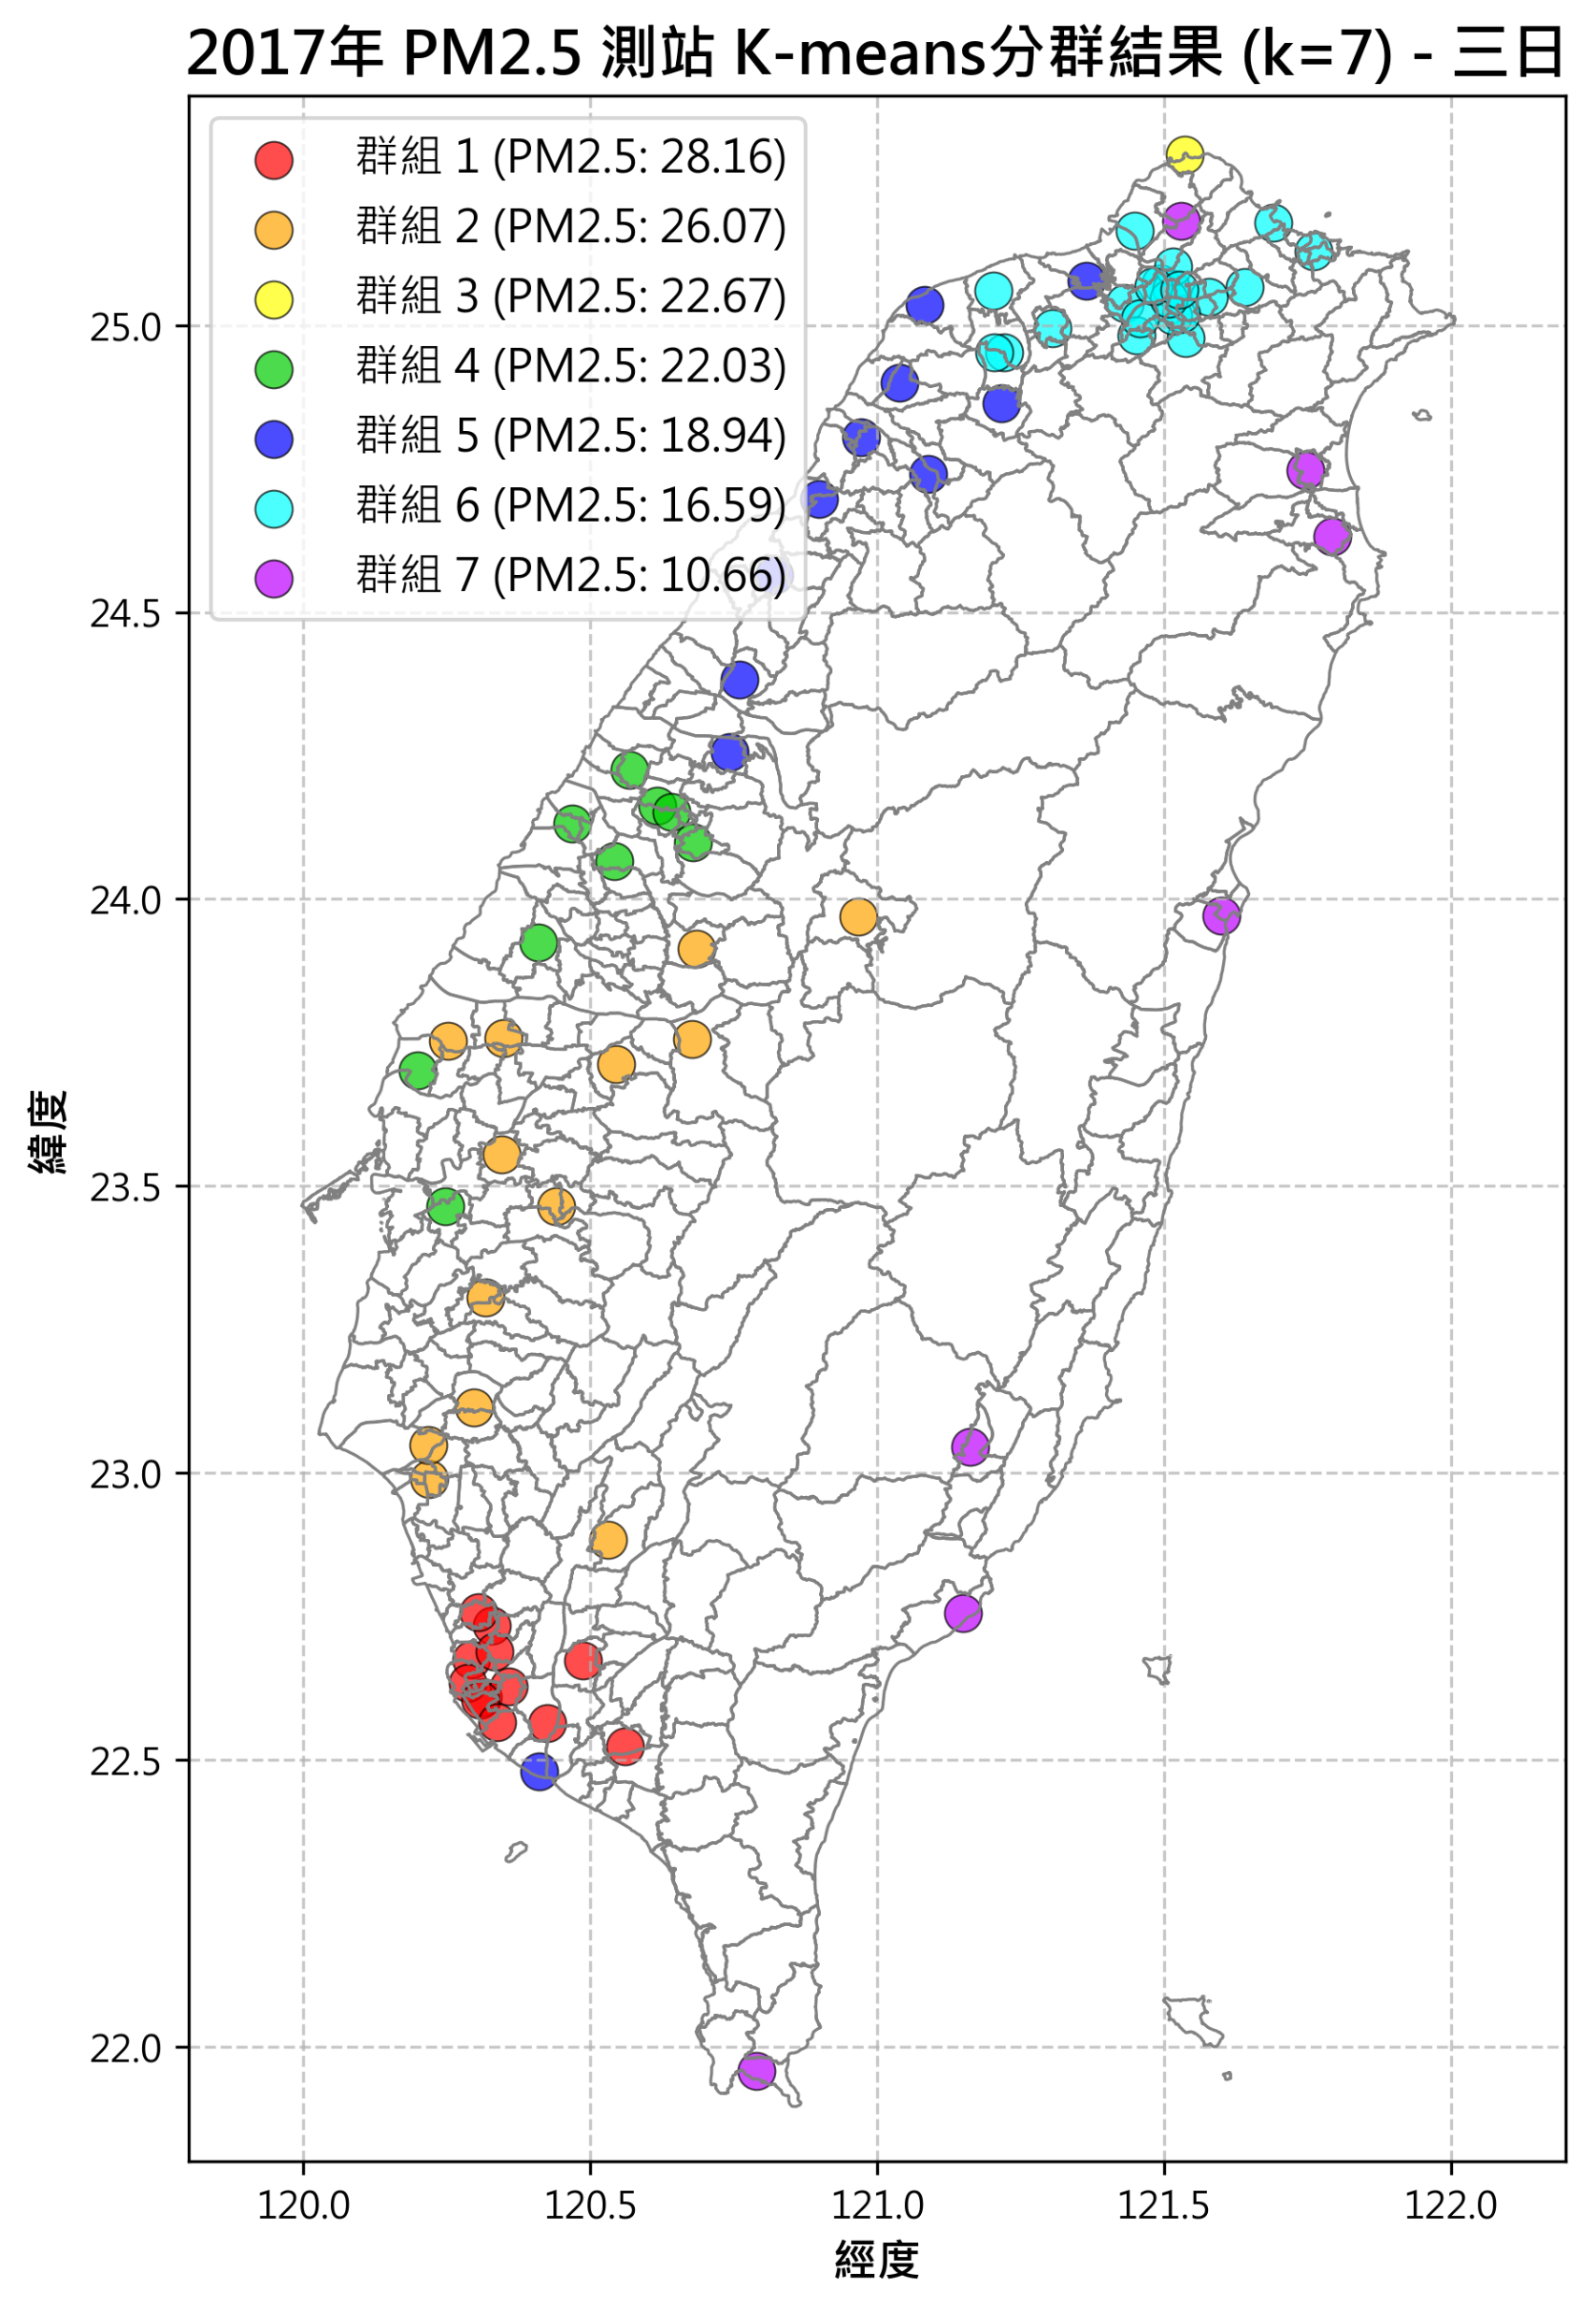 2017年 PM2.5 測站 K-means分群結果 (k=7) - 三日
群組 1 (PM2.5: 28.16)
群組 2 (PM2.5: 26.07)
群組 3 (PM2.5: 22.67)
群組 4 (PM2.5: 22.03)
群組 5 (PM2.5: 18.94)
群組 6 (PM2.5: 16.59)
群組 7 (PM2.5: 10.66)
25.0
24.5
24.0
23.5
23.0
22.5
22.0
緯度
120.0
120.5
121.0
121.5
122.0
經度